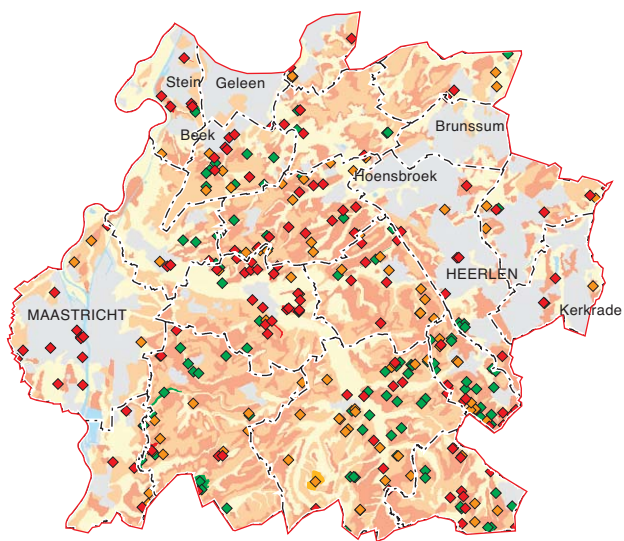 Stein
Geleen
Beek
Brunssum
Hoensbroek
HEERLEN
MAASTRICHT
Kerkrade